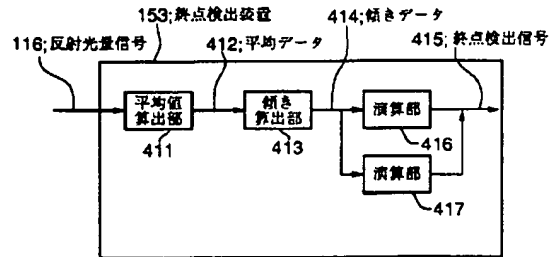 153;終点検出装置
414;傾きデータ
116;反射光量信号
412;平均データ
415;終点検出信号
平均値
算出部
411
傾き
算出部
413
演算部
416
演算部
417